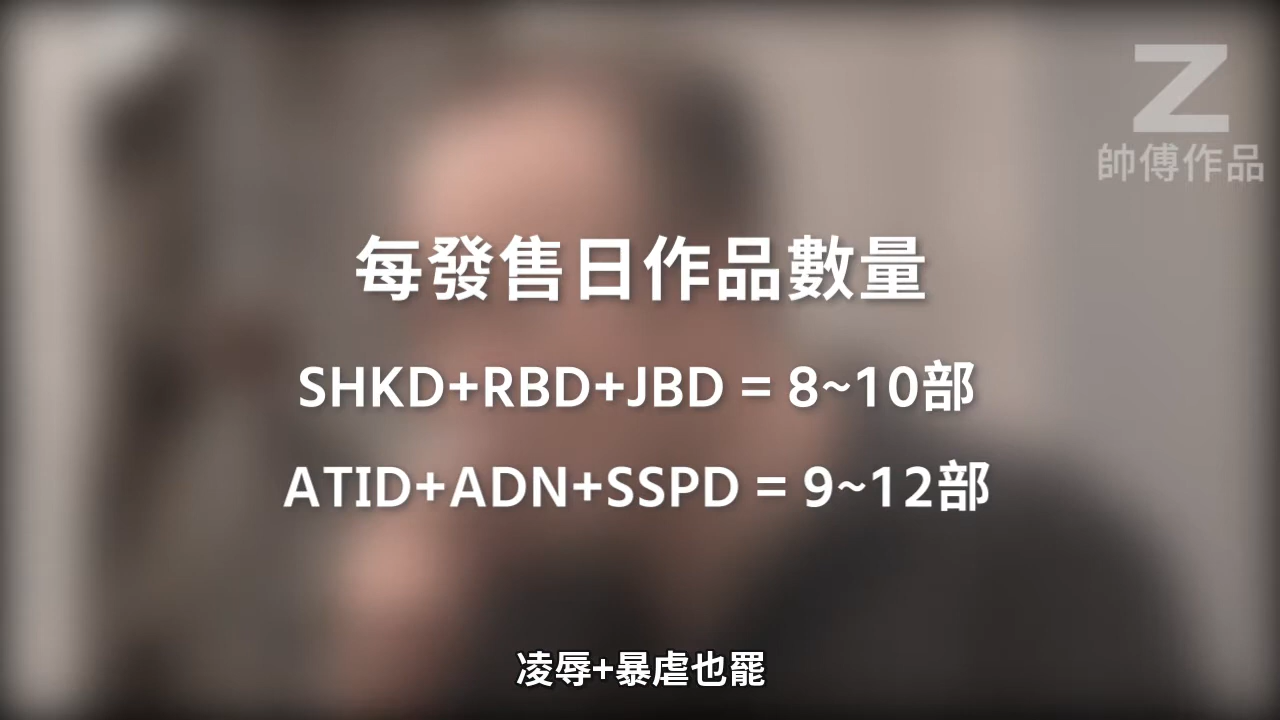 Z
帥傅作品
每發售日作品數量
SHKD+RBD+JBD = 8~10部
ATID+ADN+SSPD = 9~12部
凌辱+暴虐也罷